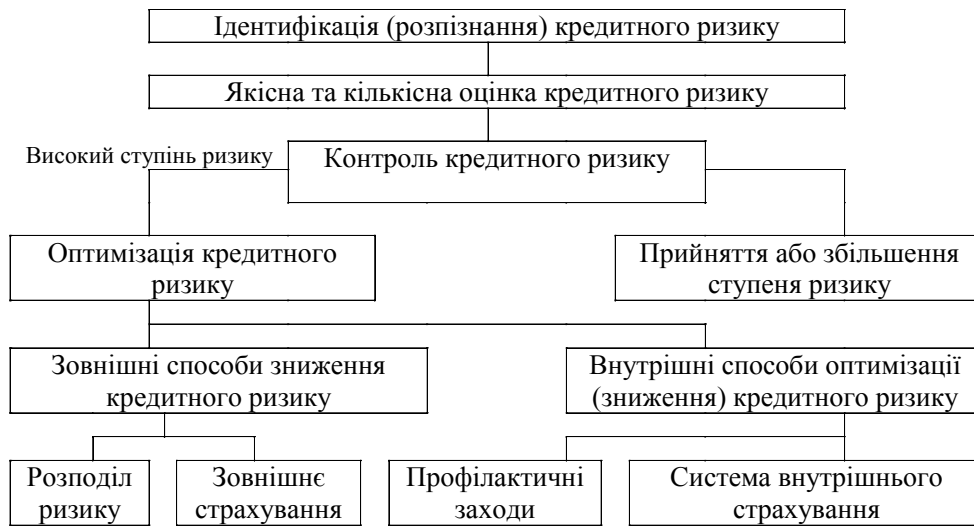 Ідентифікація (розпізнання) кредитного ризику
Якісна та кількісна оцінка кредитного ризику
Високий ступінь ризику
Контроль кредитного ризику
Оптимізація кредитного
ризику
Прийняття або збільшення
ступеня ризику
Зовнішні способи зниження
кредитного ризику
Внутрішні способи оптимізації
(зниження) кредитного ризику
Розподіл
ризику
Зовнішнє
страхування
Профілактичні
заходи
Система внутрішнього
страхування